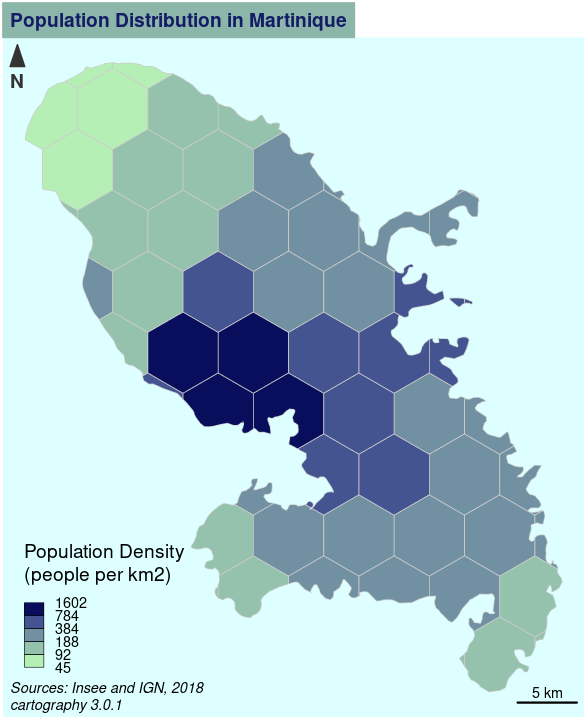 Population Distribution in Martinique
N
Population Density
(people per km2)
1602
784
384
188
92
45
Sources: Insee and IGN, 2018
cartography 3.0.1
5 km